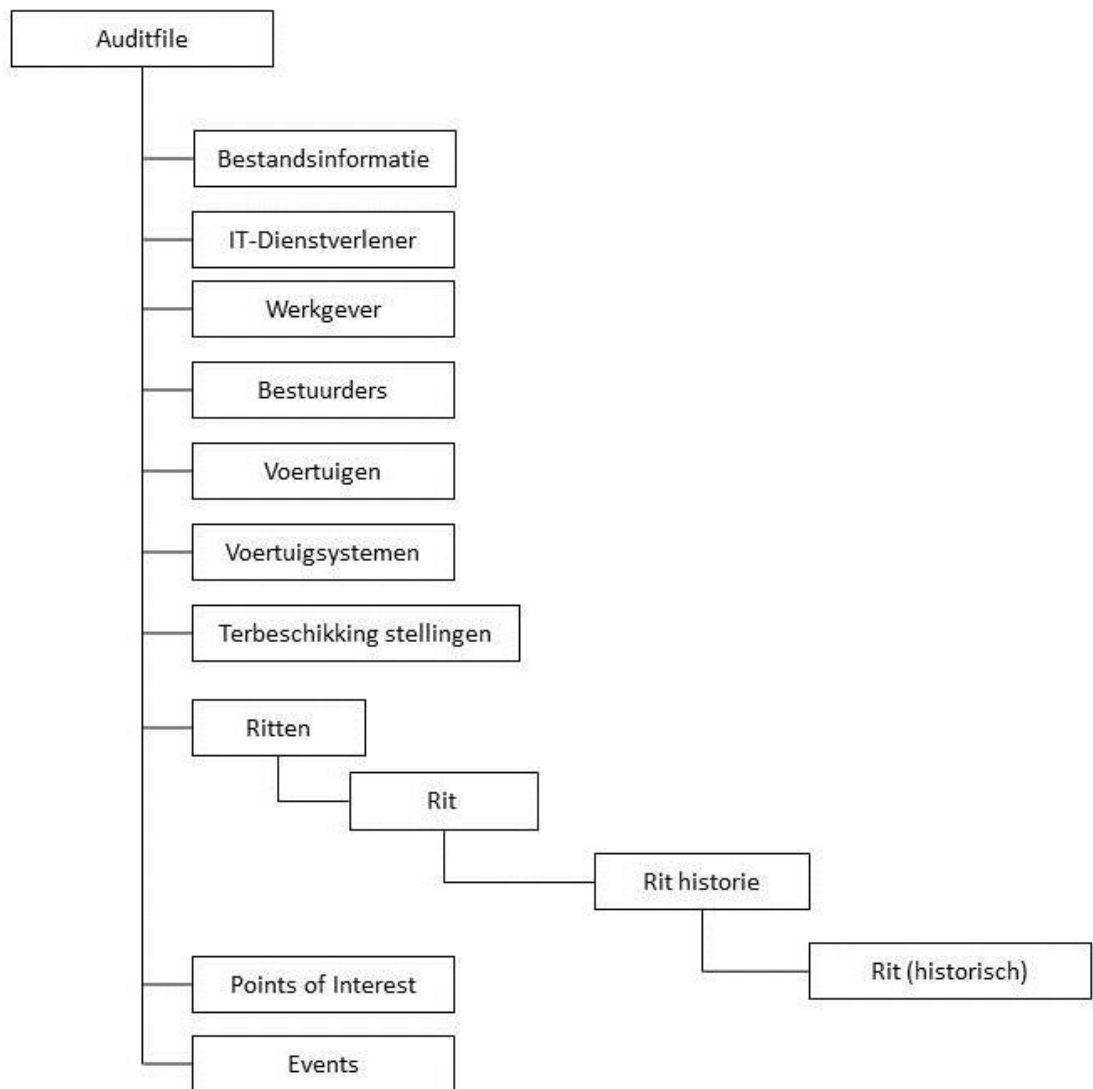 Auditfile
Bestandsinformatie
IT-Dienstverlener
Werkgever
Bestuurders
Voertuigen
Voertuigsystemen
Terbeschikking stellingen
Ritten
Rit
Rit historie
Rit (historisch)
Points of Interest
Events